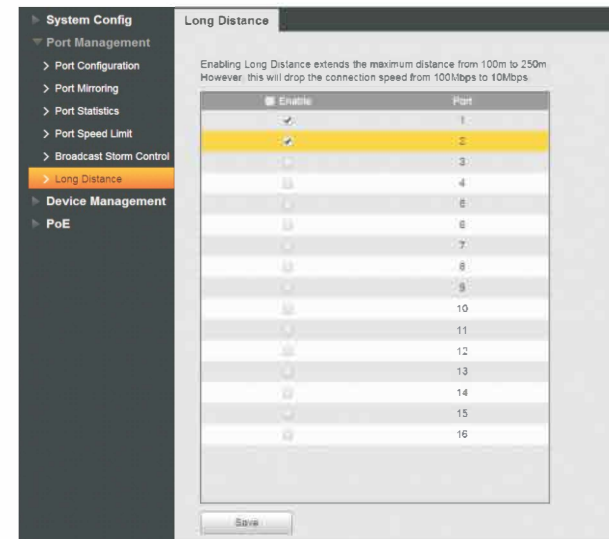 System Config
Port Management
Port Configuration
Port Mirroring
Port Statistics
Port Speed Limit
Broadcast Storm Control
Long Distance
Device Management
PoE
Long Distance
Enabling Long Distance extends the maximum distance from 100m to 250m
However, this will drop the connection speed from 100Mbps to 10Mbps
Enable Port
1
2
3
4
5
6
7
8
9
10
11
12
13
14
15
16
Save